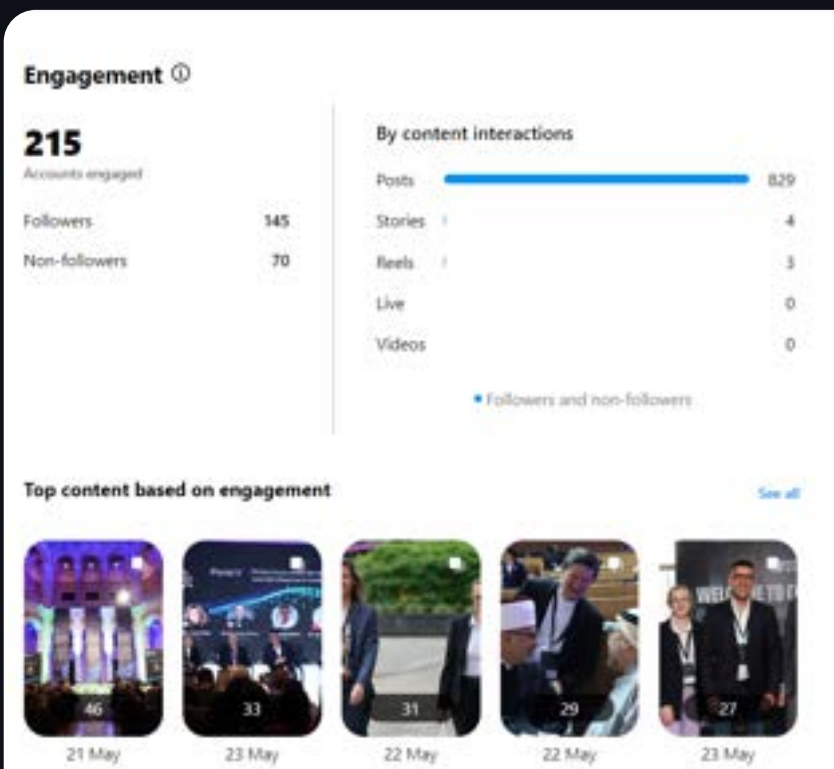 Engagement
215
Accounts engaged
Followers 145
Non-followers 70
By content interactions
Posts 829
Stories 4
Reels 3
Live 0
Videos 0
Followers and non-followers
Top content based on engagement
See all
WELCOME TO
46
33
31
29
27
21 May
23 May
22 May
22 May
23 May